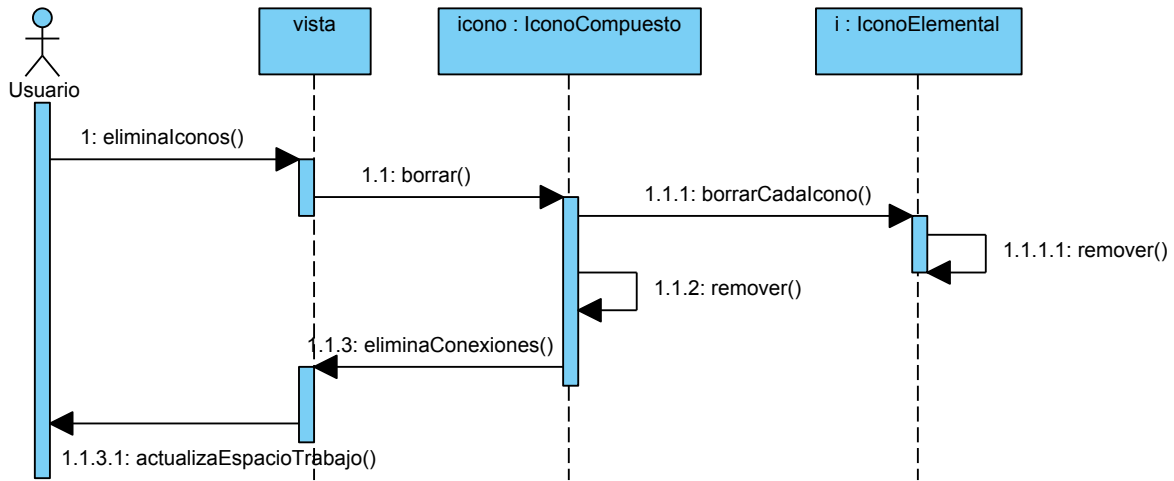 vista
icono : IconoCompuesto
i : IconoElemental
Usuario
1: eliminaIconos()
1.1: borrar()
1.1.1: borrarCadaIcono()
1.1.1.1: remover()
1.1.2: remover()
1.1.3: eliminaConexiones()
1.1.3.1: actualizaEspacioTrabajo()